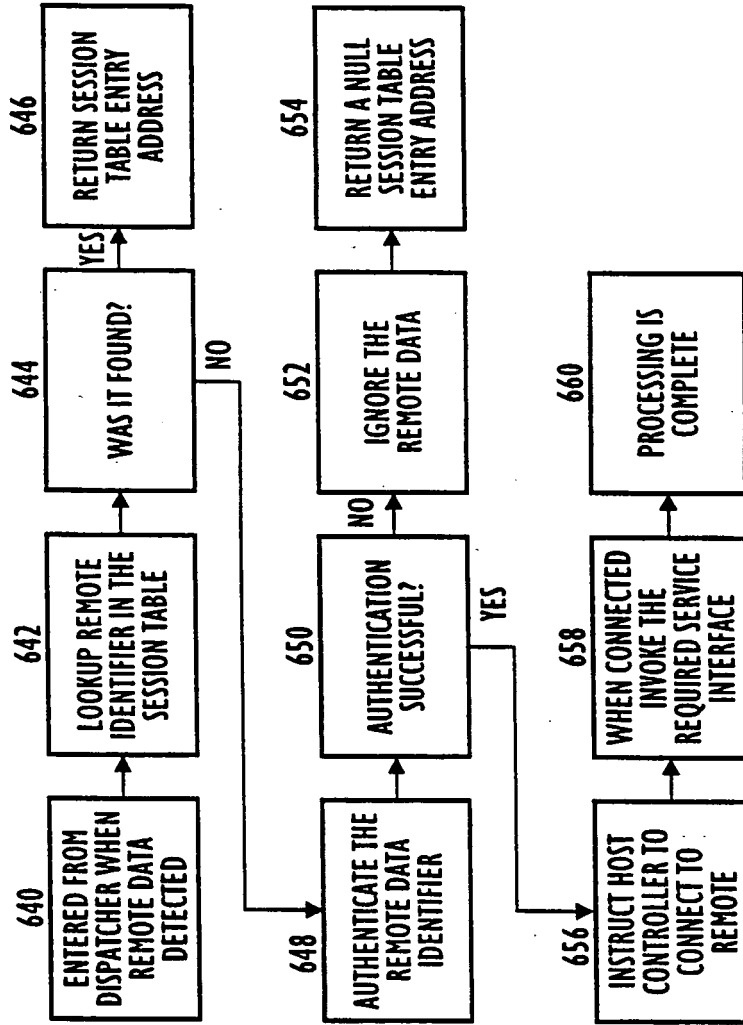 640
ENTERED FROM
DISPATCHER WHEN
REMOTE DATA
DETECTED
642
LOOKUP REMOTE
IDENTIFIER IN THE
SESSION TABLE
644
WAS IT FOUND?
YES
NO
646
RETURN SESSION
TABLE ENTRY
ADDRESS
648
AUTHENTICATE THE
REMOTE DATA
IDENTIFIER
650
AUTHENTICATION
SUCCESSFUL?
NO
YES
652
IGNORE THE
REMOTE DATA
654
RETURN A NULL
SESSION TABLE
ENTRY ADDRESS
656
INSTRUCT HOST
CONTROLLER TO
CONNECT TO
REMOTE
658
WHEN CONNECTED
INVOKE THE
REQUIRED SERVICE
INTERFACE
660
PROCESSING IS
COMPLETE